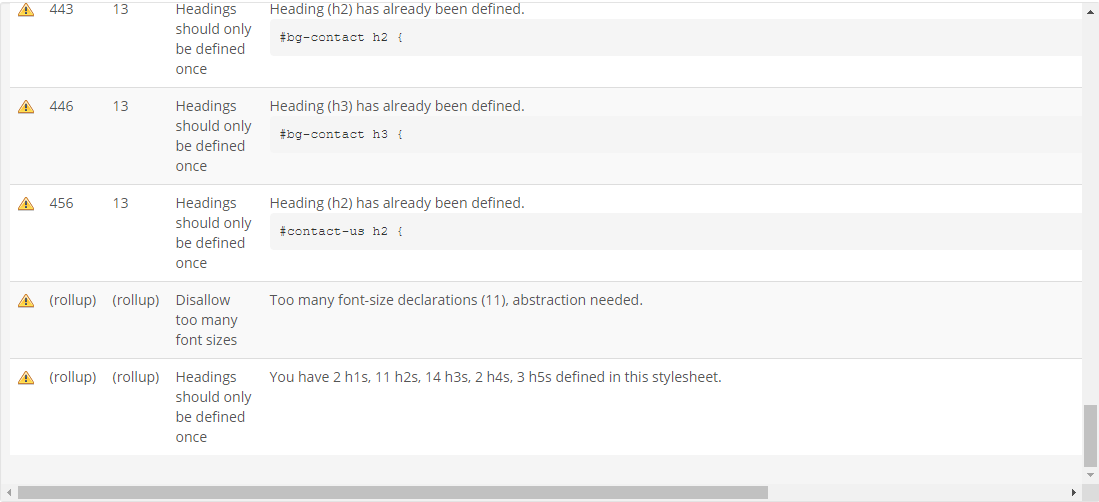 443 13 Headings Heading (h2) has already been defined.
should only #bg-contact h2 {
be defined
once
446 13 Headings Heading (h3) has already been defined.
should only #bg-contact h3 {
be defined
once
456 13 Headings Heading (h2) has already been defined.
should only #contact-us h2 {
be defined
once
(rollup) (rollup) Disallow Too many font-size declarations (11), abstraction needed.
too many
font sizes
(rollup) (rollup) Headings You have 2 h1s, 11 h2s, 14 h3s, 2 h4s, 3 h5s defined in this stylesheet.
should only
be defined
once